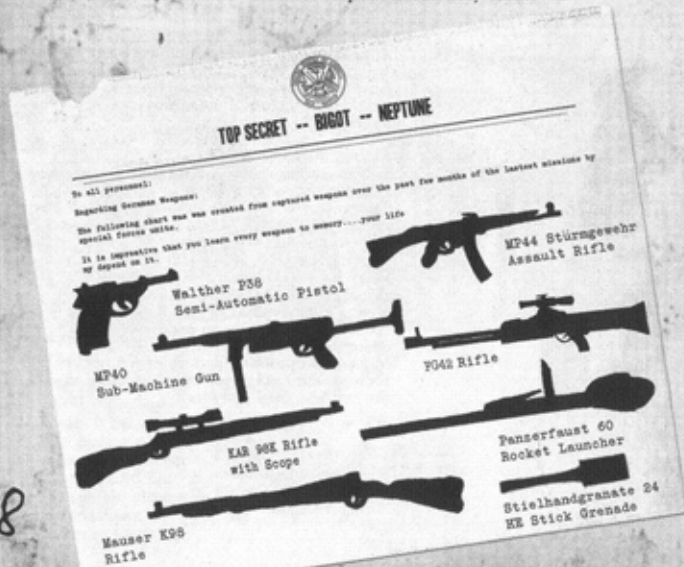 TOP SECRET -- BIGOT -- NEPTUNE
To all personnel:
Regarding Geraman Weapons:
The following chart was was created from captured weapons over the past few months of the lastest missions by
special forces units.
It is impreative that you learn every weapon to memory....your life
my depend on it.
MP44 Stürmgewehr
Assault Rifle
Walther P38
Semi-Automatic Pistol
MP40
Sub-Machine Gun
FG42 Rifle
KAR 98K Rifle
with Scope
Panzerfaust 60
Rocket Launcher
Stielhandgranate 24
HE Stick Grenade
Mauser K98
Rifle
8